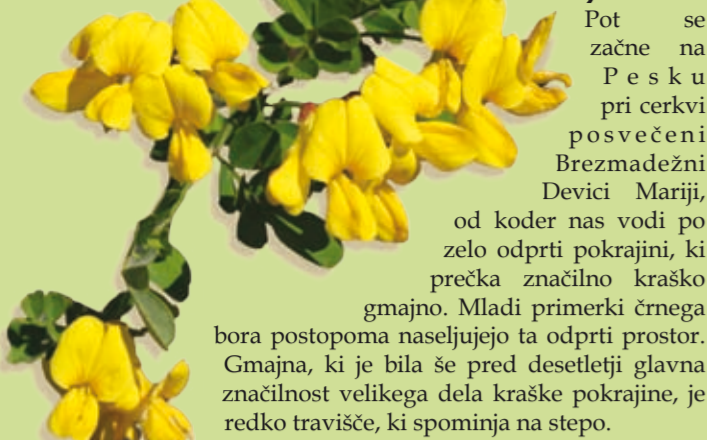 Pot se
začne na
Pesku
pri cerkvi
posvečeni
Brezmadežni
Devici Mariji,
od koder nas vodi po
zelo odprti pokrajini, ki
prečka značilno kraško
gmajno. Mladi primerki črnega
bora postopoma naseljujejo ta odprti prostor.
Gmajna, ki je bila še pred desetletji glavna
značilnost velikega dela kraške pokrajine, je
redko travišče, ki spominja na stepo.